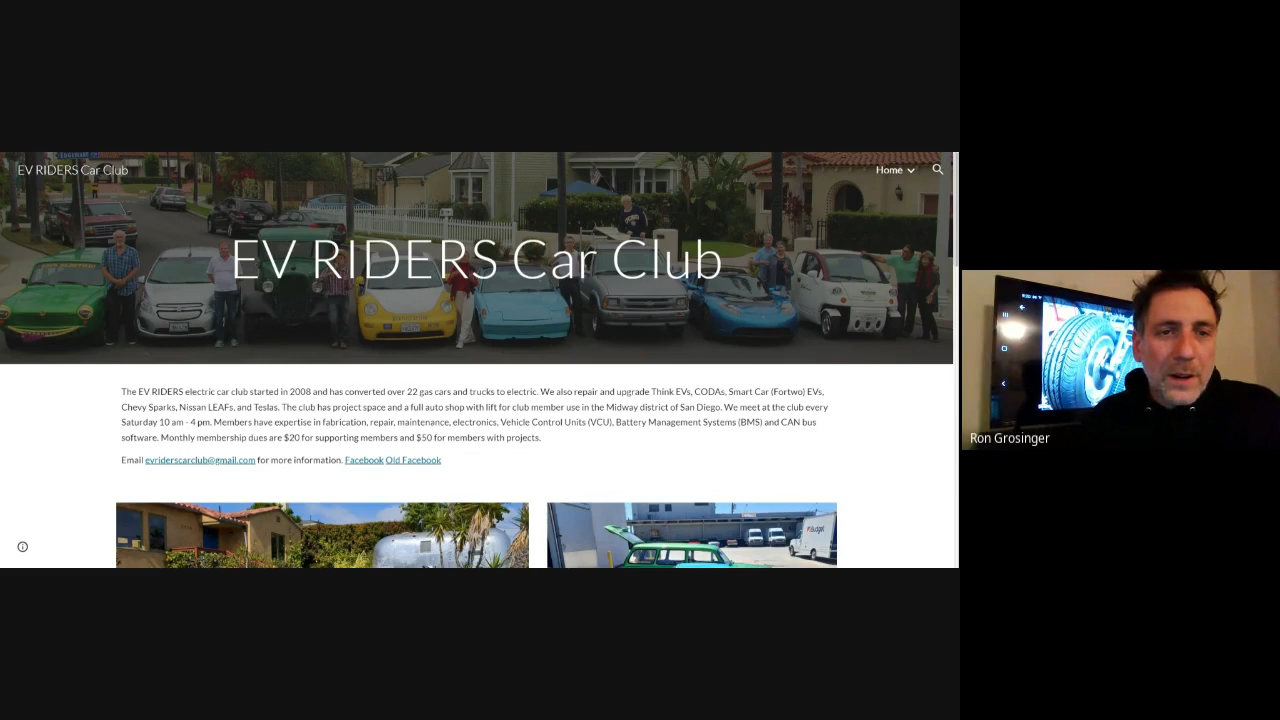 EV RIDERS Car Club
Home
EV RIDERS Car Club
The EV RIDERS electric car club started in 2008 and has converted over 22 gas cars and trucks to electric. We also repair and upgrade Think EVs, CODAs, Smart Car (Fortwo) EVs,
Chevy Sparks, Nissan LEAFs, and Teslas. The club has project space and a full auto shop with lift for club member use in the Midway district of San Diego. We meet at the club every
Saturday 10 am - 4 pm. Members have expertise in fabrication, repair, maintenance, electronics, Vehicle Control Units (VCU), Battery Management Systems (BMS) and CAN bus
software. Monthly membership dues are $20 for supporting members and $50 for members with projects.
Email evriderscarclub@gmail.com for more information. Facebook Old Facebook
Budget
Ron Grosinger